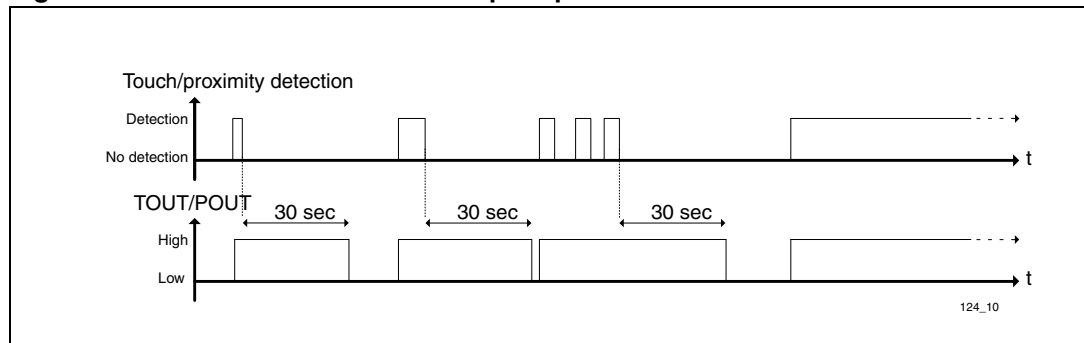 Touch/proximity detection
Detection
No detection
t
TOUT/POUT
30 sec 30 sec 30 sec
High
Low
t
124_10